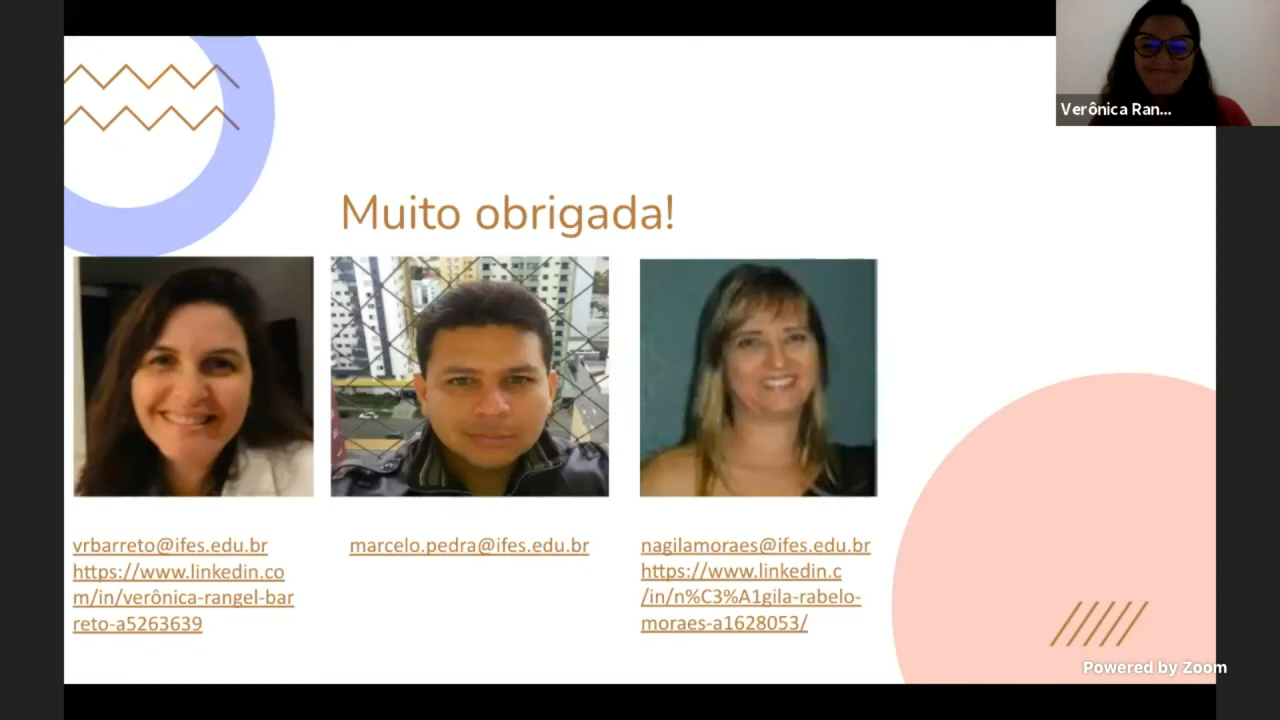 Verônica Ran...
Muito obrigada!
vrbarreto@ifes.edu.br
https://www.linkedin.co
m/in/verônica-rangel-bar
reto-a5263639
marcelo.pedra@ifes.edu.br
nagilamoraes@ifes.edu.br
https://www.linkedin.c
/in/n%C3%A1gila-rabelo-
moraes-a1628053/
Powered by Zoom